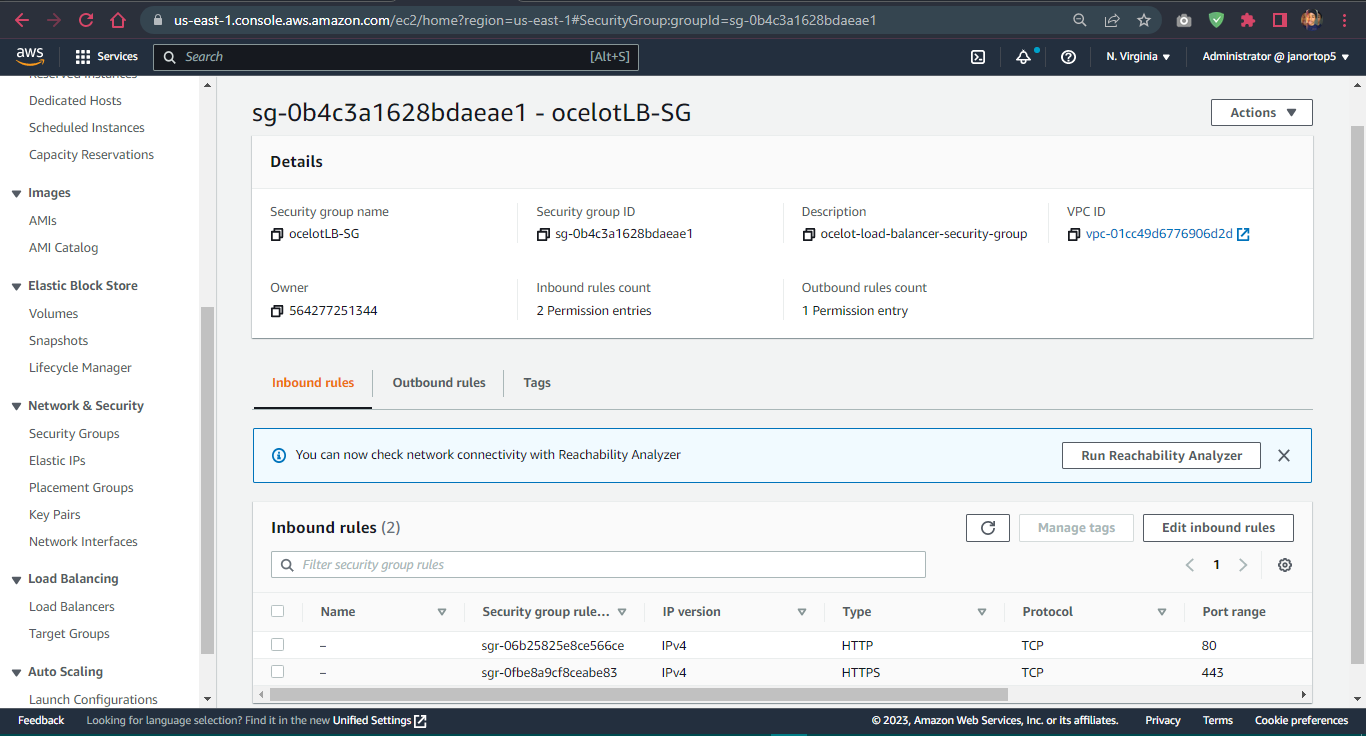 us-east-1.console.aws.amazon.com/ec2/home?region=us-east-1#SecurityGroup:groupId=sg-0b4c3a1628bdaeae1
aws
Services
Search
[Alt+S]
N. Virginia
Administrator @ janortop5
Reserved Instances
Dedicated Hosts
Scheduled Instances
Capacity Reservations
Images
AMIs
AMI Catalog
Elastic Block Store
Volumes
Snapshots
Lifecycle Manager
Network & Security
Security Groups
Elastic IPs
Placement Groups
Key Pairs
Network Interfaces
Load Balancing
Load Balancers
Target Groups
Auto Scaling
Launch Configurations
sg-0b4c3a1628bdaeae1 - ocelotLB-SG
Actions
Details
Security group name
ocelotLB-SG
Security group ID
sg-0b4c3a1628bdaeae1
Description
ocelot-load-balancer-security-group
VPC ID
vpc-01cc49d6776906d2d
Owner
564277251344
Inbound rules count
2 Permission entries
Outbound rules count
1 Permission entry
Inbound rules
Outbound rules
Tags
You can now check network connectivity with Reachability Analyzer
Run Reachability Analyzer
Inbound rules (2)
Manage tags
Edit inbound rules
Filter security group rules
1
Name Security group rule... IP version Type Protocol Port range
– sgr-06b25825e8ce566ce IPv4 HTTP TCP 80
– sgr-0fbe8a9cf8ceabe83 IPv4 HTTPS TCP 443
Feedback
Looking for language selection? Find it in the new Unified Settings
© 2023, Amazon Web Services, Inc. or its affiliates.
Privacy
Terms
Cookie preferences